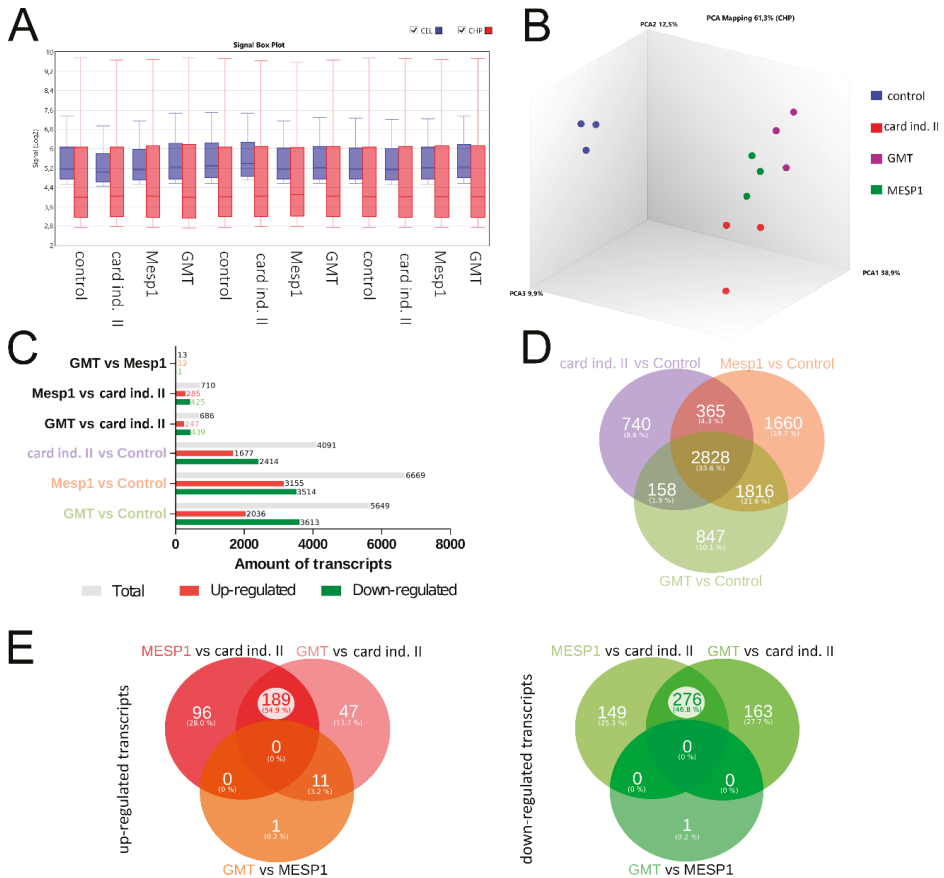 A
CEL CHP
Signal Box Plot
Signal (Log2)
10
9,2
8,4
7,6
6,8
6
5,2
4,4
3,6
2,8
2
control
card ind. II
Mesp1
GMT
control
card ind. II
Mesp1
GMT
control
card ind. II
Mesp1
GMT
B
PCA2 12,5%
PCA Mapping 61,3% (CHP)
PCA3 9,9%
PCA1 38,9%
control
card ind. II
GMT
MESP1
C
GMT vs Mesp1
13
12
1
Mesp1 vs card ind. II
710
285
425
GMT vs card ind. II
686
247
439
card ind. II vs Control
4091
1677
2414
Mesp1 vs Control
6669
3155
3514
GMT vs Control
5649
2036
3613
0 2000 4000 6000 8000
Amount of transcripts
Total Up-regulated Down-regulated
D
card ind. II vs Control
Mesp1 vs Control
740
(8.6 %)
365
(4.3 %)
1660
(19.7 %)
2828
(33.6 %)
158
(1.9 %)
1816
(21.6 %)
847
(10.1 %)
GMT vs Control
E
up-regulated transcripts
MESP1 vs card ind. II
GMT vs card ind. II
96
(28.0 %)
189
(54.9 %)
47
(13.7 %)
0
(0 %)
0
(0 %)
11
(3.2 %)
1
(0.2 %)
GMT vs MESP1
down-regulated transcripts
MESP1 vs card ind. II
GMT vs card ind. II
149
(25.3 %)
276
(46.8 %)
163
(27.7 %)
0
(0 %)
0
(0 %)
0
(0 %)
1
(0.2 %)
GMT vs MESP1